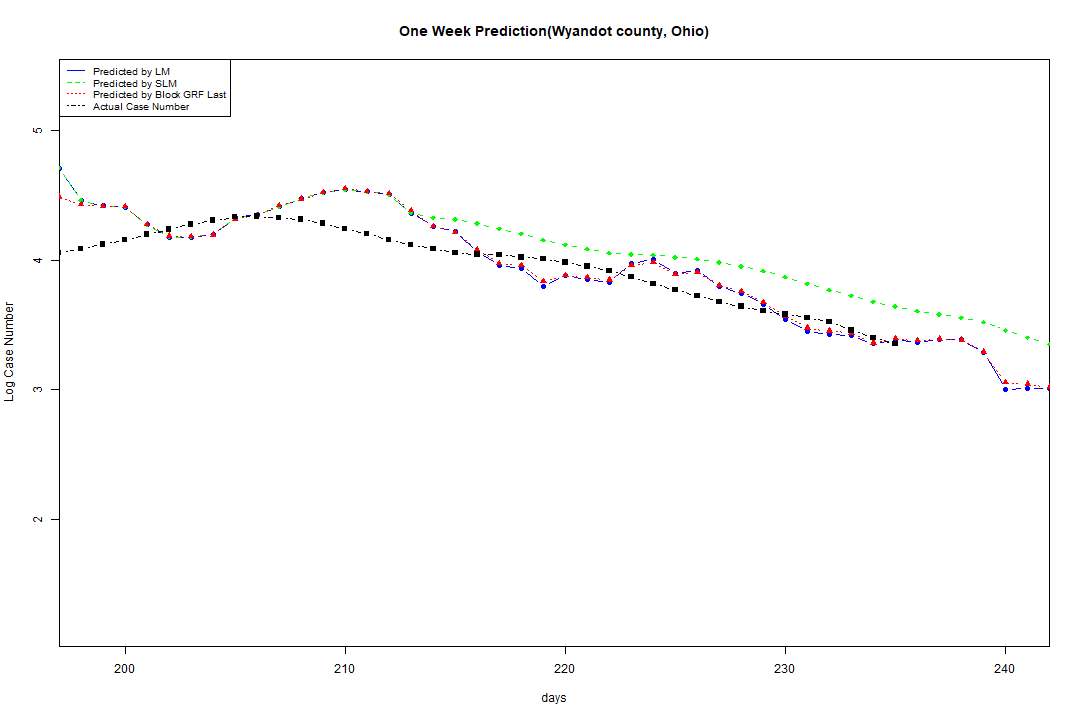 One Week Prediction(Wyandot county, Ohio)
Predicted by LM
Predicted by SLM
Predicted by Block GRF Last
Actual Case Number
5
4
3
2
Log Case Number
200 210 220 230 240
days